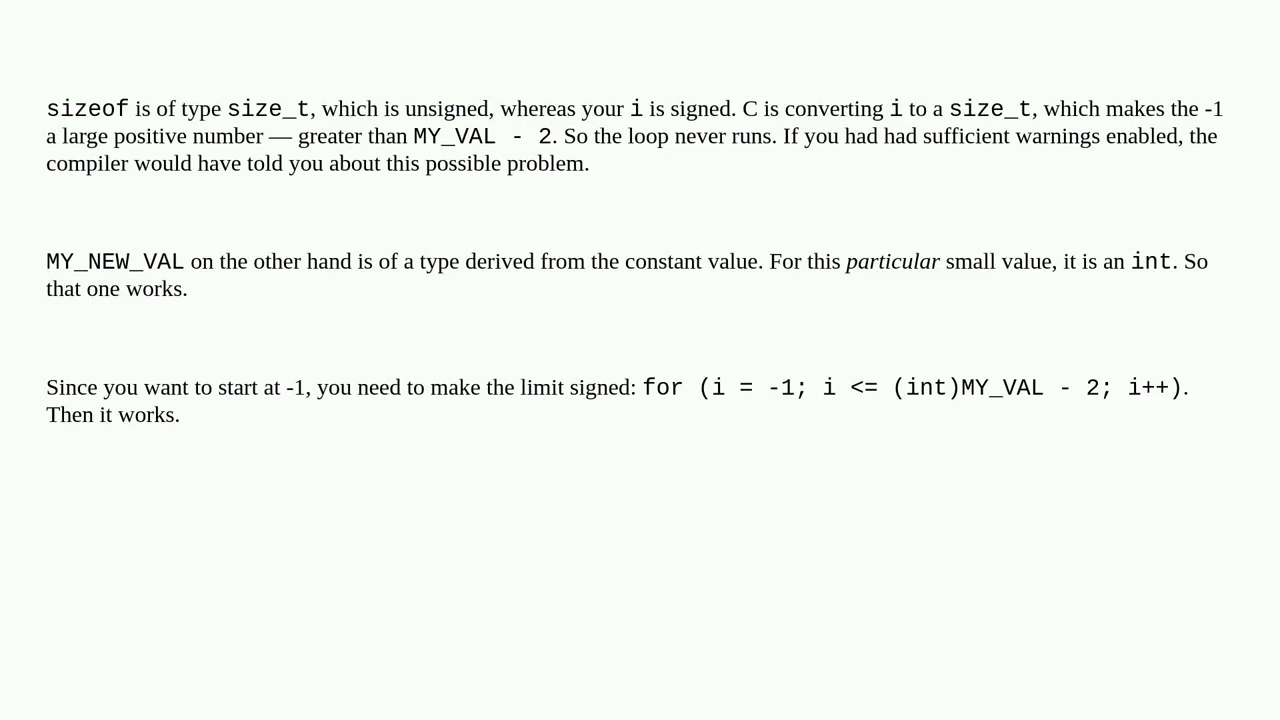 sizeof is of type size_t, which is unsigned, whereas your i is signed. C is converting i to a size_t, which makes the -1
a large positive number — greater than MY_VAL - 2. So the loop never runs. If you had had sufficient warnings enabled, the
compiler would have told you about this possible problem.
MY_NEW_VAL on the other hand is of a type derived from the constant value. For this particular small value, it is an int. So
that one works.
Since you want to start at -1, you need to make the limit signed: for (i = -1; i <= (int)MY_VAL - 2; i++).
Then it works.